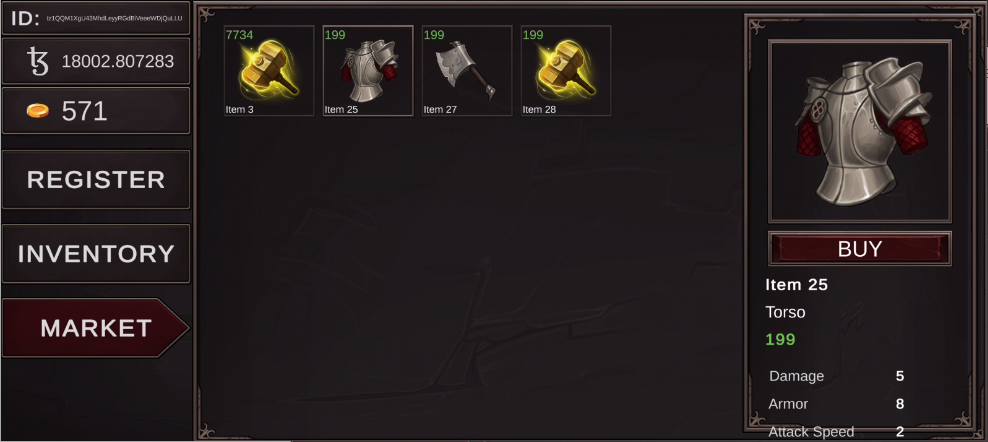 ID:
18002.807283
571
REGISTER
INVENTORY
MARKET
7734
Item 3
199
Item 25
199
Item 27
199
Item 28
BUY
Item 25
Torso
199
Damage 5
Armor 8
Attack Speed 2